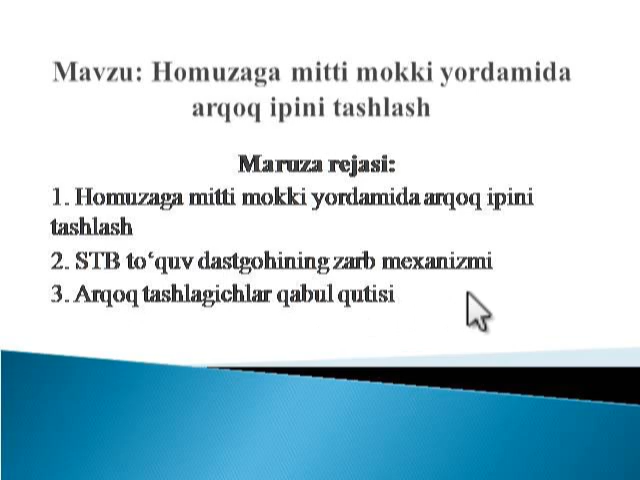 Mavzu: Homuzaga mitti mokki yordamida
arqoq ipini tashlash
Maruza rejasi:
1. Homuzaga mitti mokki yordamida arqoq ipini
tashlash
2. STB to‘quv dastgohining zarb mexanizmi
3. Arqoq tashlagichlar qabul qutisi